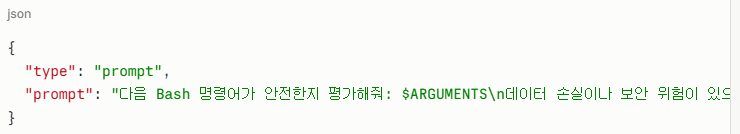 json
{
"type": "prompt",
"prompt": "다음 Bash 명령어가 안전한지 평가해줘: $ARGUMENTS\n데이터 손실이나 보안 위험이 있으
}